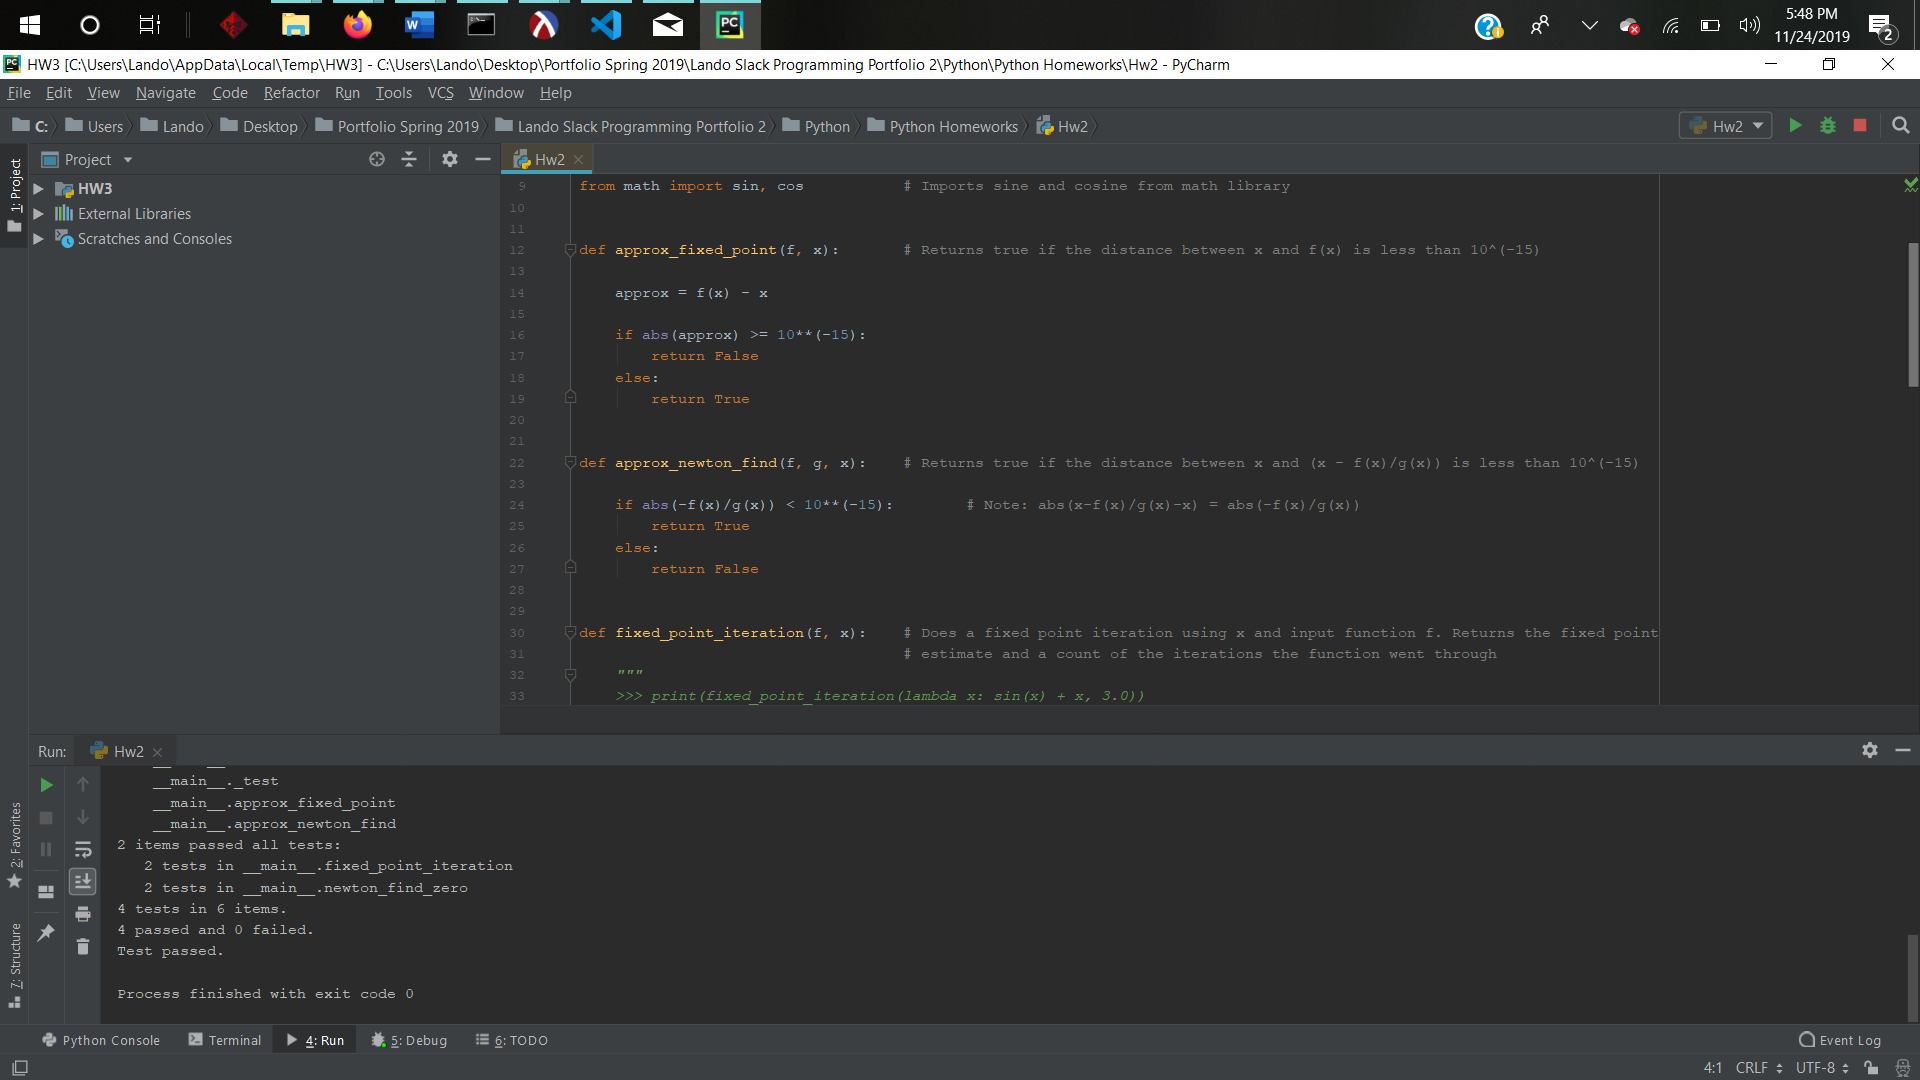 5:48 PM
11/24/2019
2
HW3 [C:\Users\Lando\AppData\Local\Temp\HW3] - C:\Users\Lando\Desktop\Portfolio Spring 2019\Lando Slack Programming Portfolio 2\Python\Python Homeworks\Hw2 - PyCharm
File Edit View Navigate Code Refactor Run Tools VCS Window Help
C: Users Lando Desktop Portfolio Spring 2019 Lando Slack Programming Portfolio 2 Python Python Homeworks Hw2
Hw2
1: Project
Project
HW3
External Libraries
Scratches and Consoles
Hw2
9 from math import sin, cos # Imports sine and cosine from math library
10
11
12 def approx_fixed_point(f, x): # Returns true if the distance between x and f(x) is less than 10^(-15)
13
14 approx = f(x) - x
15
16 if abs(approx) >= 10**(-15):
17 return False
18 else:
19 return True
20
21
22 def approx_newton_find(f, g, x): # Returns true if the distance between x and (x - f(x)/g(x)) is less than 10^(-15)
23
24 if abs(-f(x)/g(x)) < 10**(-15): # Note: abs(x-f(x)/g(x)-x) = abs(-f(x)/g(x))
25 return True
26 else:
27 return False
28
29
30 def fixed_point_iteration(f, x): # Does a fixed point iteration using x and input function f. Returns the fixed point
31 # estimate and a count of the iterations the function went through
32 """
33 >>> print(fixed_point_iteration(lambda x: sin(x) + x, 3.0))
Run: Hw2
__main__._test
__main__.approx_fixed_point
__main__.approx_newton_find
2 items passed all tests:
2 tests in __main__.fixed_point_iteration
2 tests in __main__.newton_find_zero
4 tests in 6 items.
4 passed and 0 failed.
Test passed.
Process finished with exit code 0
2: Favorites
7: Structure
Python Console Terminal 4: Run 5: Debug 6: TODO Event Log
4:1 CRLF UTF-8